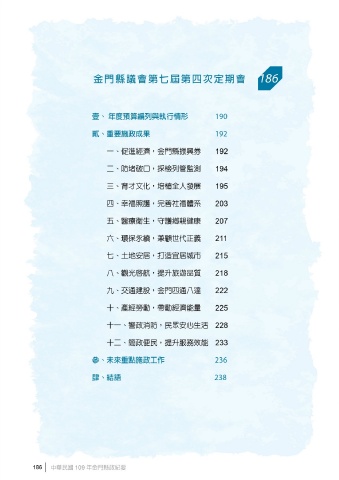 金門縣議會第七屆第四次定期會 186
壹、年度預算編列與執行情形 190
貳、重要施政成果 192
一、促進經濟，金門縣振興券 192
二、防堵破口，採檢列管監測 194
三、育才文化，培植全人發展 195
四、幸福照護，完善社福體系 203
五、醫療衛生，守護鄉親健康 207
六、環保永續，兼顧世代正義 211
七、土地安居，打造宜居城市 215
八、觀光啓航，提升旅遊品質 218
九、交通建設，金門四通八達 222
十、產經勞動，帶動經濟能量 225
十一、警政消防，民眾安心生活 228
十二、簡政便民，提升服務效能 233
參、未來重點施政工作 236
肆、結語 238
186 中華民國 109 年金門縣政紀要